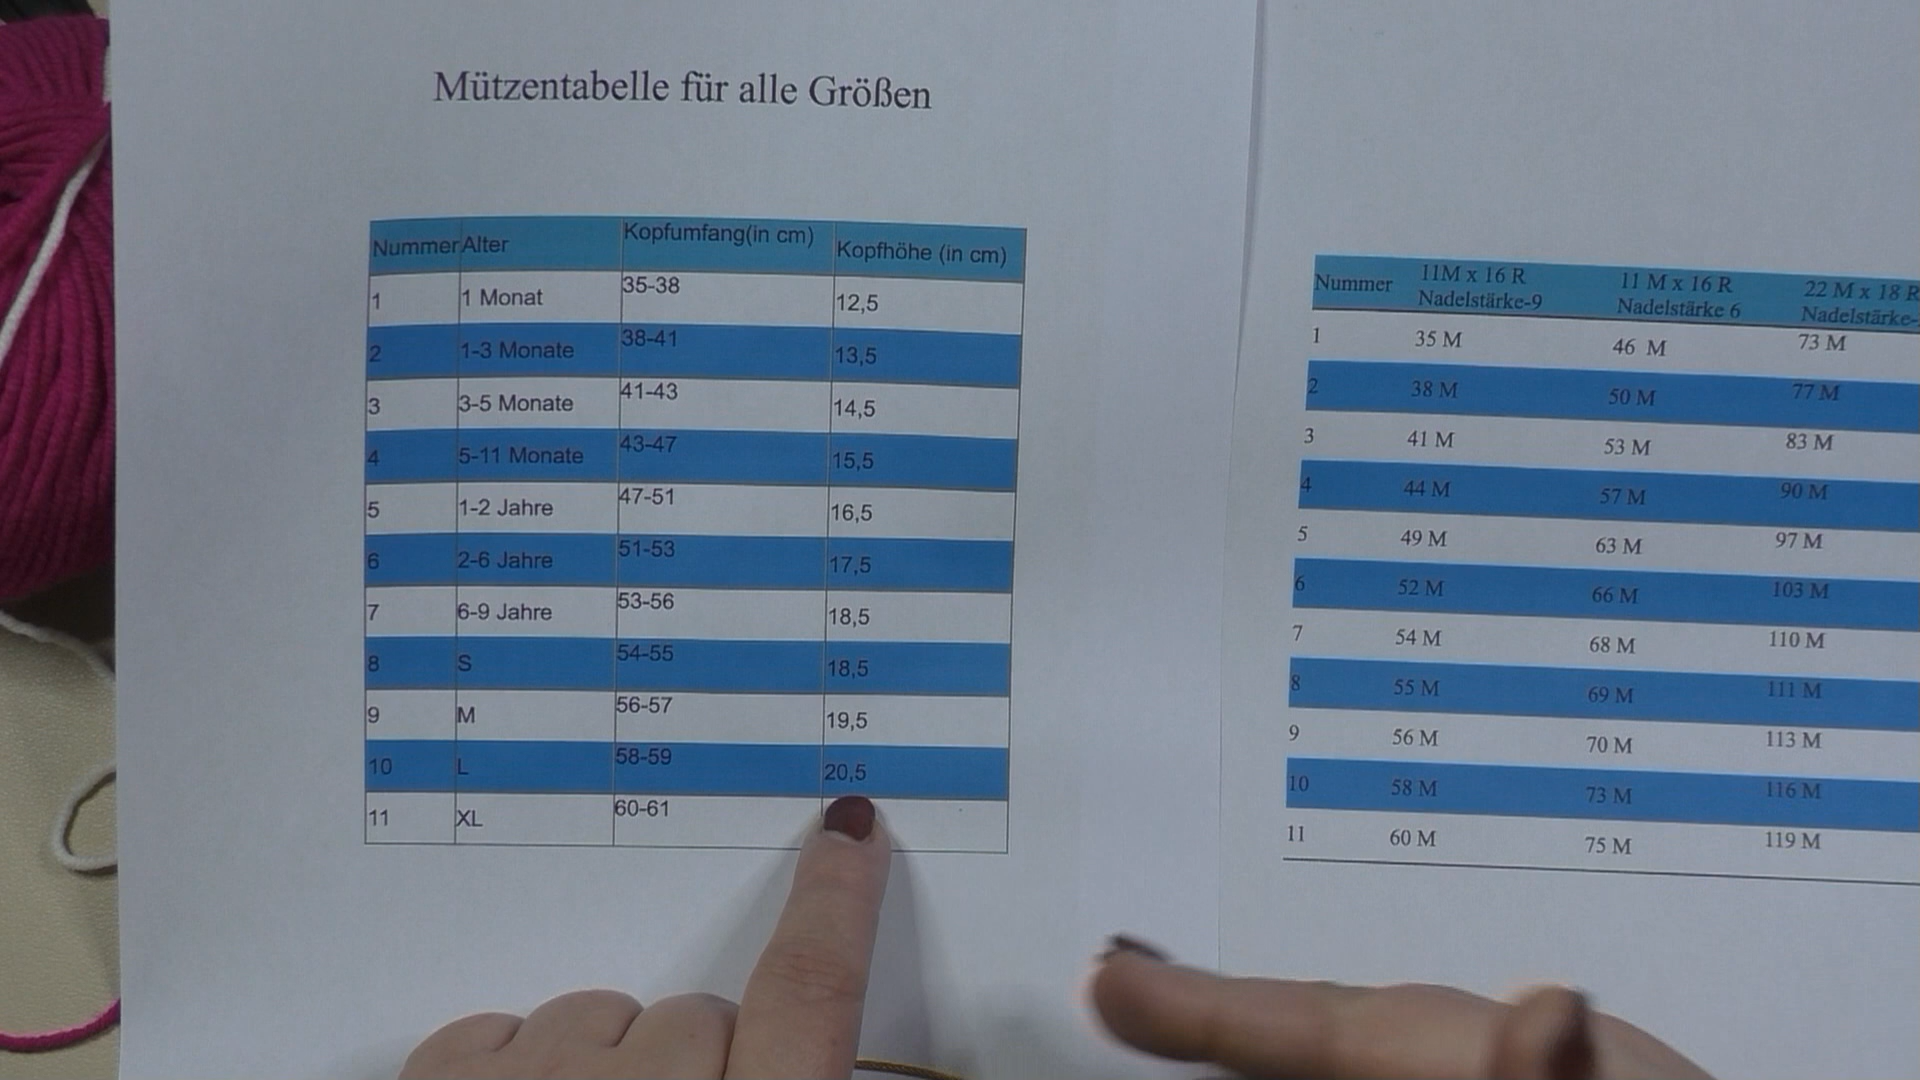 Mützentabelle für alle Größen
Nummer Alter Kopfumfang(in cm) Kopfhöhe (in cm)
1 1 Monat 35-38 12,5
2 1-3 Monate 38-41 13,5
3 3-5 Monate 41-43 14,5
4 5-11 Monate 43-47 15,5
5 1-2 Jahre 47-51 16,5
6 2-6 Jahre 51-53 17,5
7 6-9 Jahre 53-56 18,5
8 S 54-55 18,5
9 M 56-57 19,5
10 L 58-59 20,5
11 XL 60-61
Nummer 11M x 16 R 11 M x 16 R 22 M x 18 R
Nadelstärke-9 Nadelstärke 6 Nadelstärke-
1 35 M 46 M 73 M
2 38 M 50 M 77 M
3 41 M 53 M 83 M
4 44 M 57 M 90 M
5 49 M 63 M 97 M
6 52 M 66 M 103 M
7 54 M 68 M 110 M
8 55 M 69 M 111 M
9 56 M 70 M 113 M
10 58 M 73 M 116 M
11 60 M 75 M 119 M